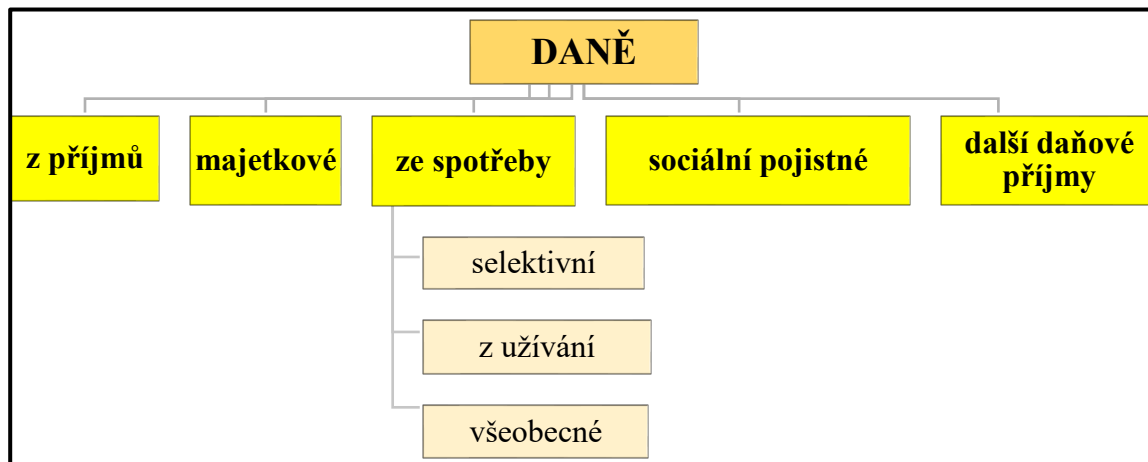 DANĚ
z příjmů
majetkové
ze spotřeby
sociální pojistné
další daňové
příjmy
selektivní
z užívání
všeobecné